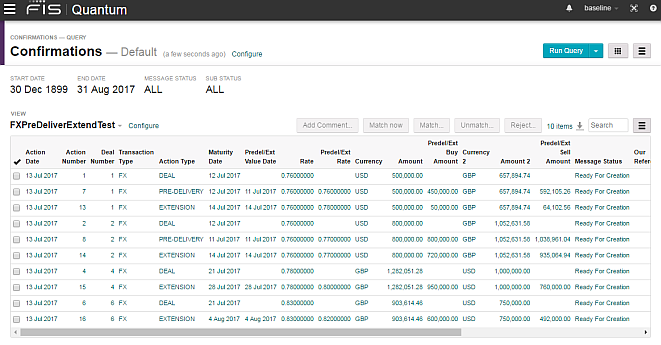 FIS Quantum baseline
CONFIRMATIONS — QUERY
Confirmations — Default (a few seconds ago) Configure Run Query
START DATE END DATE MESSAGE STATUS SUB STATUS
30 Dec 1899 31 Aug 2017 ALL ALL
VIEW
FXPreDeliverExtendTest Configure Add Comment... Match now Match... Unmatch... Reject... 10 items Search
Action Date Action Number Deal Number Transaction Type Action Type Maturity Date Predel/Ext Value Date Rate Predel/Ext Rate Currency Amount Predel/Ext Buy Amount Currency 2 Amount 2 Predel/Ext Sell Amount Message Status Our Refere
13 Jul 2017 1 1 FX DEAL 12 Jul 2017 0.76000000 USD 500,000.00 GBP 657,894.74 Ready For Creation
13 Jul 2017 7 1 FX PRE-DELIVERY 12 Jul 2017 11 Jul 2017 0.76000000 0.76000000 USD 500,000.00 450,000.00 GBP 657,894.74 592,105.26 Ready For Creation
13 Jul 2017 13 1 FX EXTENSION 14 Jul 2017 14 Jul 2017 0.76000000 0.78000000 USD 500,000.00 50,000.00 GBP 657,894.74 64,102.56 Ready For Creation
13 Jul 2017 2 2 FX DEAL 12 Jul 2017 0.76000000 USD 800,000.00 GBP 1,052,631.58 Ready For Creation
13 Jul 2017 8 2 FX PRE-DELIVERY 11 Jul 2017 11 Jul 2017 0.76000000 0.77000000 USD 800,000.00 800,000.00 GBP 1,052,631.58 1,038,961.04 Ready For Creation
13 Jul 2017 14 2 FX EXTENSION 14 Jul 2017 14 Jul 2017 0.76000000 0.77000000 USD 800,000.00 720,000.00 GBP 1,052,631.58 935,064.94 Ready For Creation
13 Jul 2017 4 4 FX DEAL 21 Jul 2017 0.78000000 GBP 1,282,051.28 USD 1,000,000.00 Ready For Creation
13 Jul 2017 15 4 FX EXTENSION 28 Jul 2017 28 Jul 2017 0.78000000 0.80000000 GBP 1,282,051.28 950,000.00 USD 1,000,000.00 760,000.00 Ready For Creation
13 Jul 2017 6 6 FX DEAL 21 Jul 2017 0.83000000 GBP 903,614.46 USD 750,000.00 Ready For Creation
13 Jul 2017 16 6 FX EXTENSION 4 Aug 2017 4 Aug 2017 0.83000000 0.82000000 GBP 903,614.46 600,000.00 USD 750,000.00 492,000.00 Ready For Creation